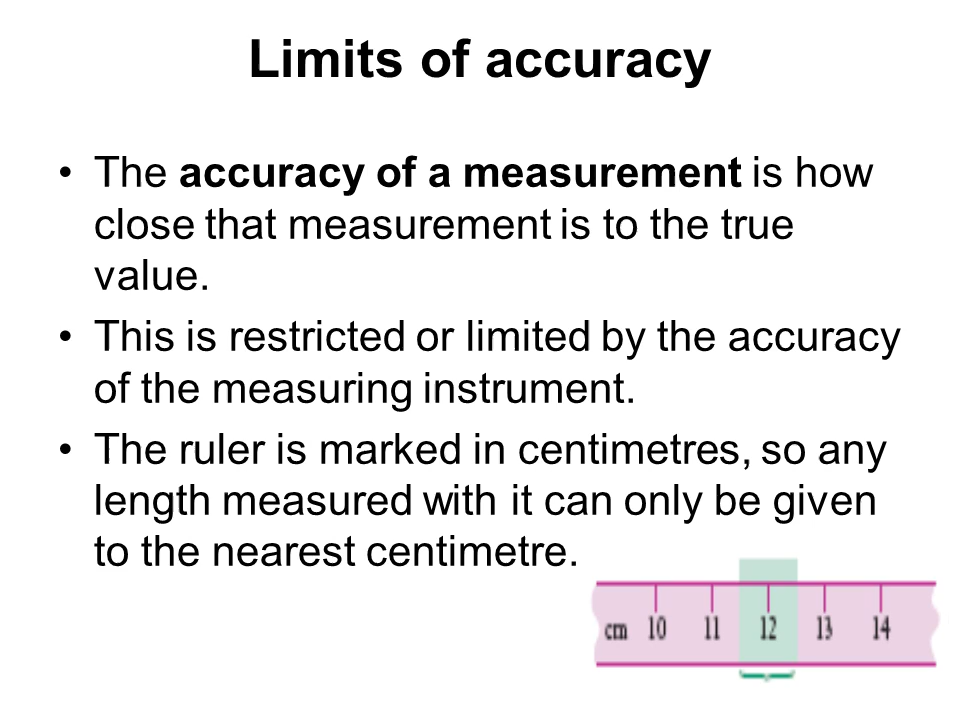 Limits of accuracy
• The accuracy of a measurement is how
close that measurement is to the true
value.
• This is restricted or limited by the accuracy
of the measuring instrument.
• The ruler is marked in centimetres, so any
length measured with it can only be given
to the nearest centimetre.
cm 10 11 12 13 14